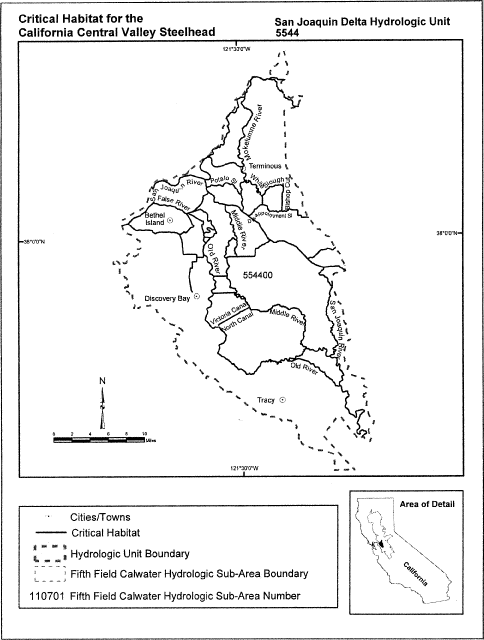 Critical Habitat for the
California Central Valley Steelhead
San Joaquin Delta Hydrologic Unit
5544
121°30'0"W
Mokelumne River
Terminous
San Joaquin River
Potato Sl
Bishop Cut
False River
Bethel
Island
Middle River
38°0'0"N
38°0'0"N
Old River
554400
Discovery Bay
Victoria Canal
North Canal
Middle River
San Joaquin River
Old River
Tracy
N
0 2 4 6 8 10
Miles
121°30'0"W
Cities/Towns
Critical Habitat
Hydrologic Unit Boundary
Fifth Field Calwater Hydrologic Sub-Area Boundary
110701 Fifth Field Calwater Hydrologic Sub-Area Number
Area of Detail
California